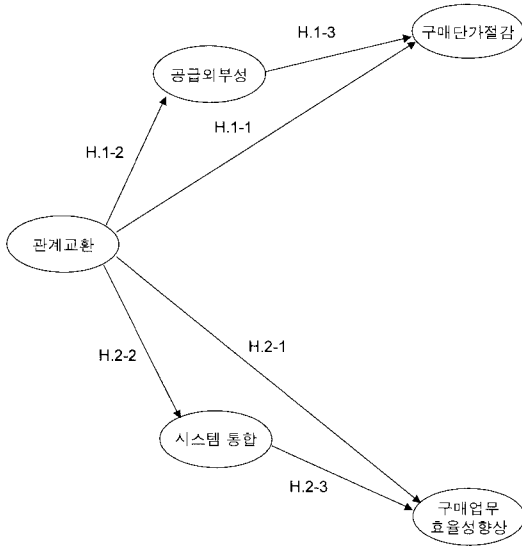 H.1-3
구매단가절감
공급외부성
H.1-1
H.1-2
관계교환
H.2-2
H.2-1
시스템 통합
H.2-3
구매업무
효율성향상